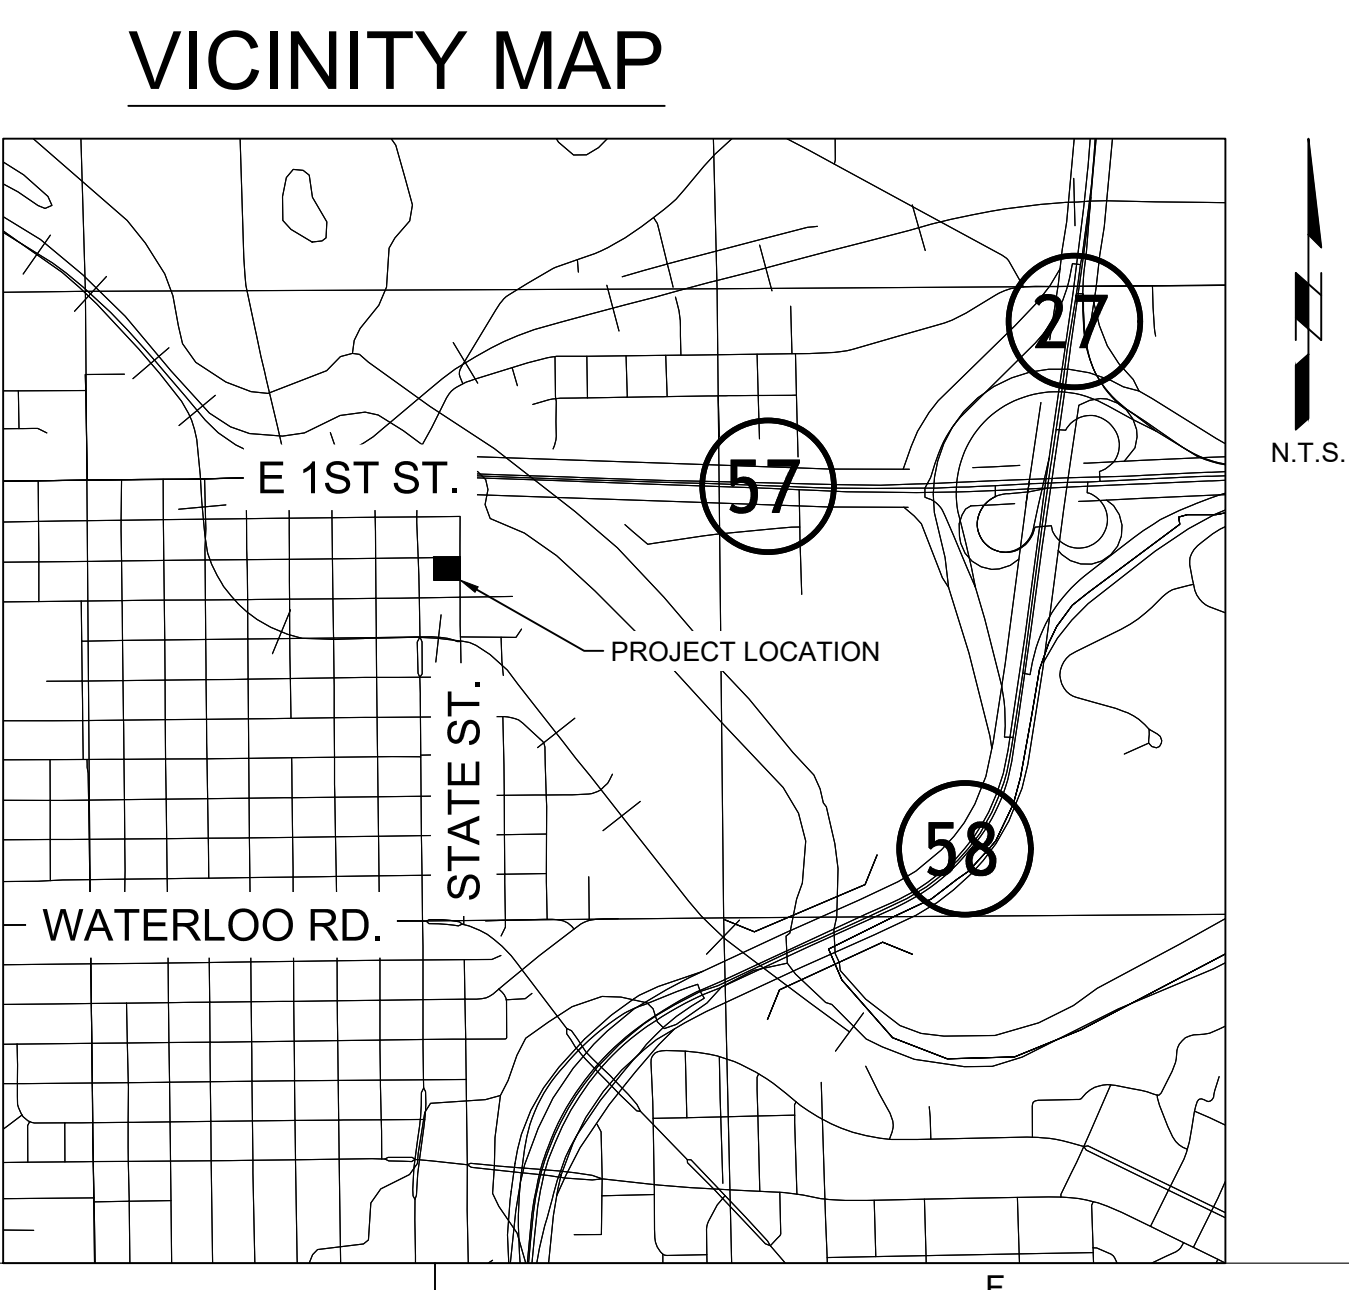 VICINITY MAP
27
N.T.S.
E 1ST ST.
57
PROJECT LOCATION
STATE ST.
58
WATERLOO RD.